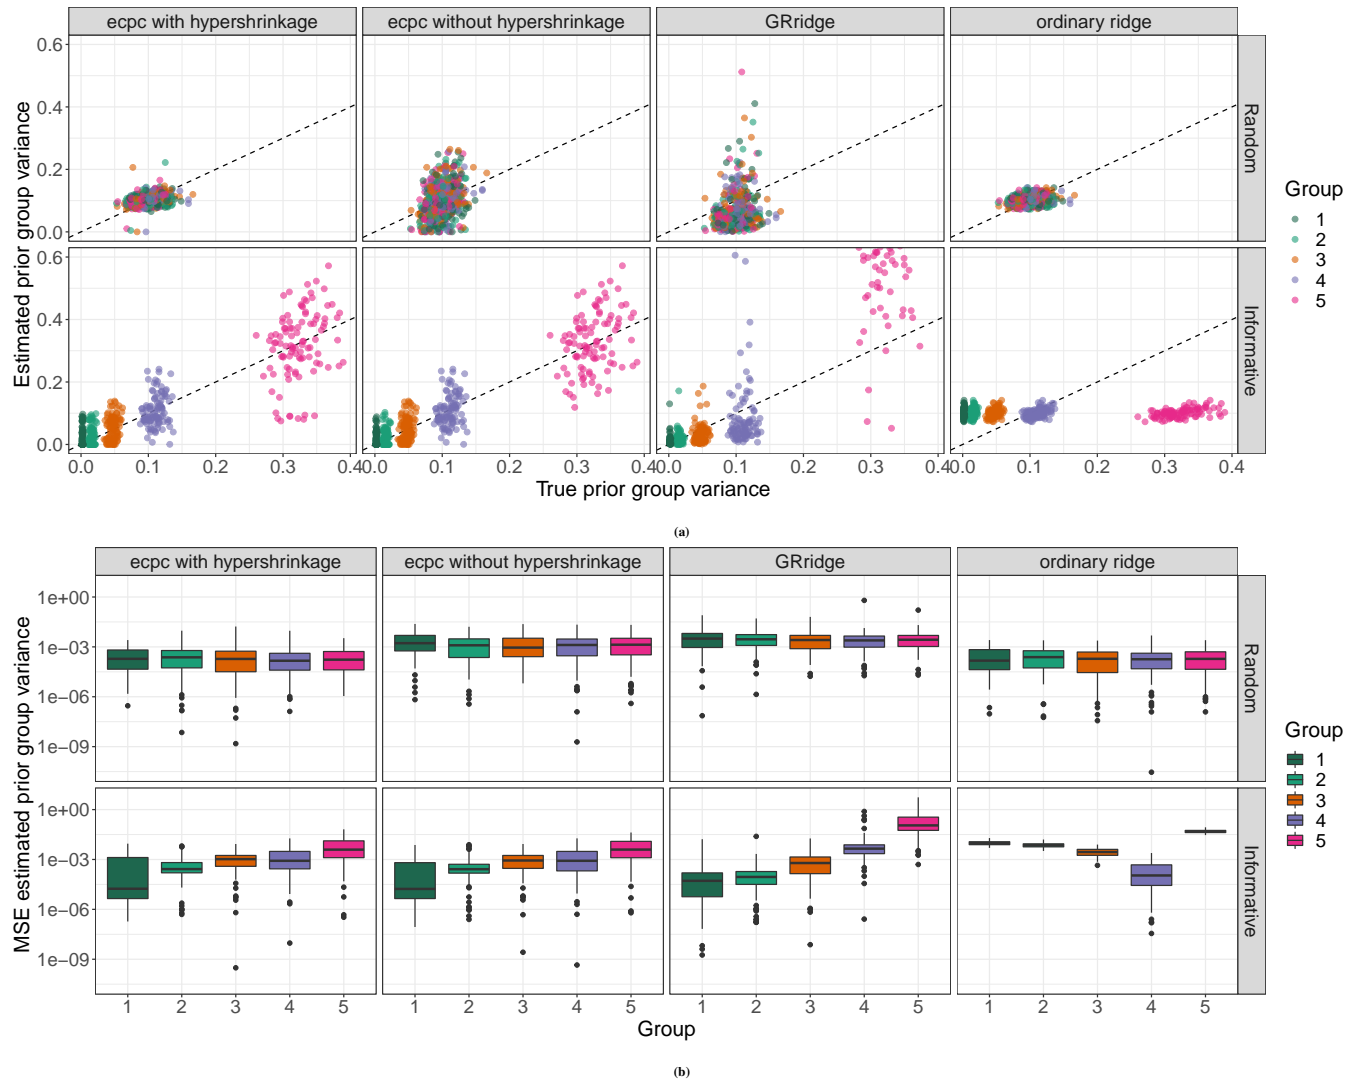 ecpc with hypershrinkage ecpc without hypershrinkage GRridge ordinary ridge
Estimated prior group variance
0.6
0.4
0.2
0.0
Random
0.6
0.4
0.2
0.0
Informative
0.0 0.1 0.2 0.3 0.4 0.0 0.1 0.2 0.3 0.4 0.0 0.1 0.2 0.3 0.4 0.0 0.1 0.2 0.3 0.4
True prior group variance
Group
1
2
3
4
5
(a)
ecpc with hypershrinkage ecpc without hypershrinkage GRridge ordinary ridge
MSE estimated prior group variance
1e+00
1e−03
1e−06
1e−09
Random
1e+00
1e−03
1e−06
1e−09
Informative
1 2 3 4 5 1 2 3 4 5 1 2 3 4 5 1 2 3 4 5
Group
Group
1
2
3
4
5
(b)